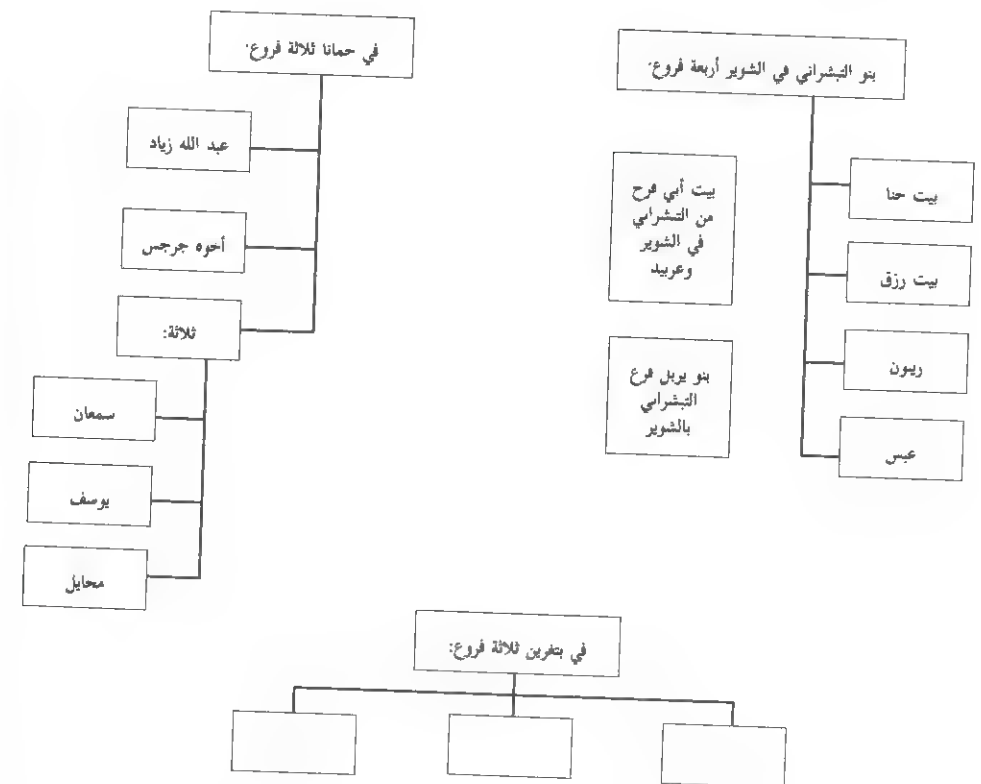 بنو التبشراني في الشوير أربعة فروع:
بيت حنا
بيت رزق
ريون
عبس
بيت أبي فرح
من التبشراني
في الشوير
وعربيد
بنو يربل فرع
التبشراني
بالشوير
في حمانا ثلاثة فروع:
عبد الله زياد
أخوه جرجس
ثلاثة:
سمعان
يوسف
محايل
في بتغرين ثلاثة فروع: